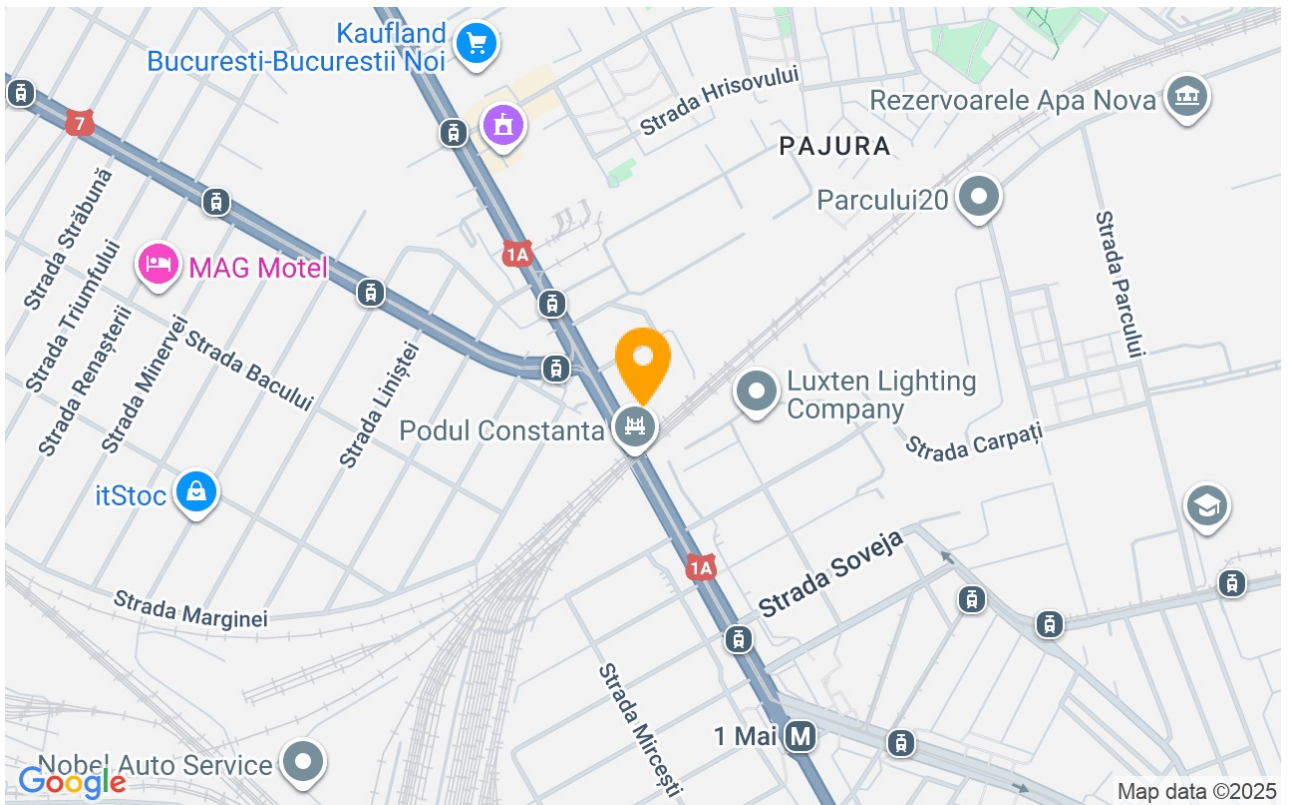 Kaufland
Bucuresti-Bucurestii Noi
Strada Hrisovului
Rezervoarele Apa Nova
7
PAJURA
Parcului20
Strada Străbună
Strada Parcului
1A
MAG Motel
Strada Triumfului
Strada Renașterii
Strada Minervei
Strada Bacului
Strada Liniștei
Luxten Lighting
Company
Podul Constanta
Strada Carpați
itStoc
Strada Soveja
1A
Strada Marginei
Strada Mircești
1 Mai M
Nobel Auto Service
Google
Map data ©2025